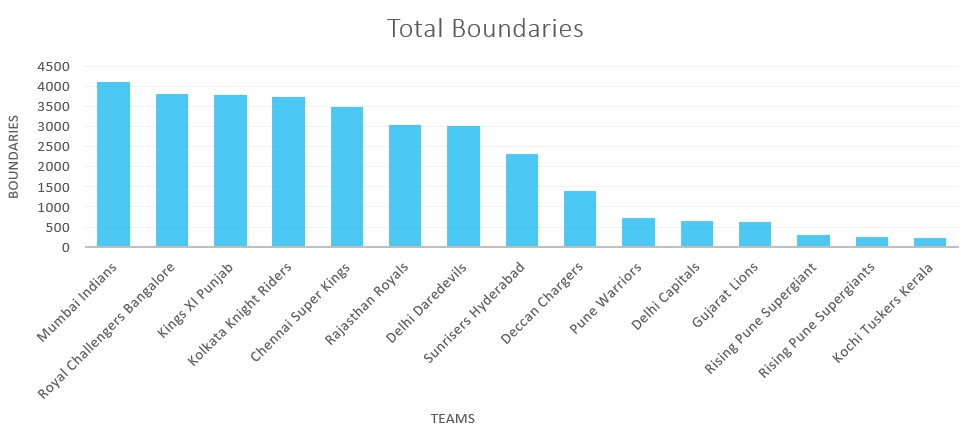 Total Boundaries
BOUNDARIES
4500
4000
3500
3000
2500
2000
1500
1000
500
0
Mumbai Indians
Royal Challengers Bangalore
Kings XI Punjab
Kolkata Knight Riders
Chennai Super Kings
Rajasthan Royals
Delhi Daredevils
Sunrisers Hyderabad
Deccan Chargers
Pune Warriors
Delhi Capitals
Gujarat Lions
Rising Pune Supergiant
Rising Pune Supergiants
Kochi Tuskers Kerala
TEAMS